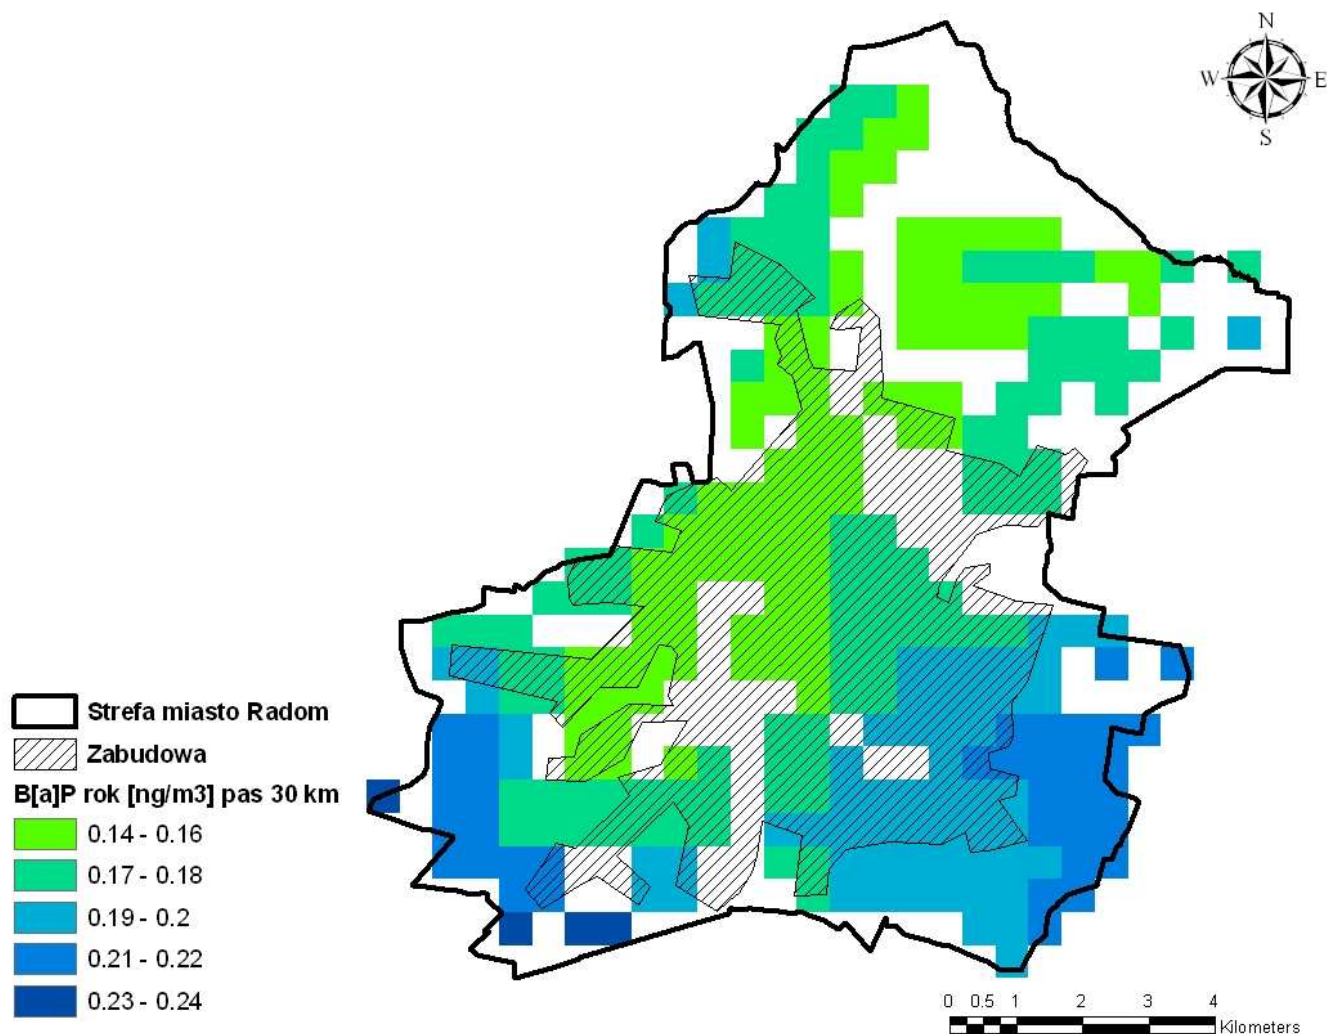 N
W E
S
Strefa miasto Radom
Zabudowa
B[a]P rok [ng/m3] pas 30 km
0.14 - 0.16
0.17 - 0.18
0.19 - 0.2
0.21 - 0.22
0.23 - 0.24
0 0.5 1 2 3 4
Kilometers